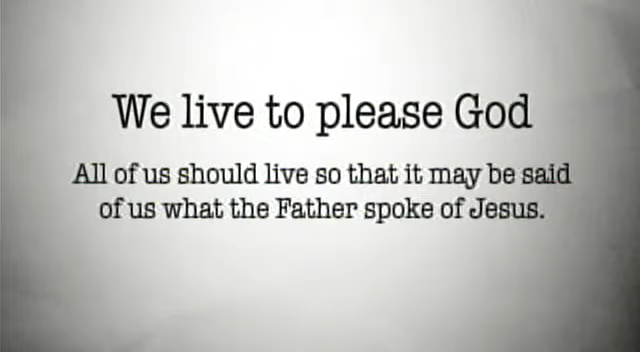 We live to please God
All of us should live so that it may be said
of us what the Father spoke of Jesus.